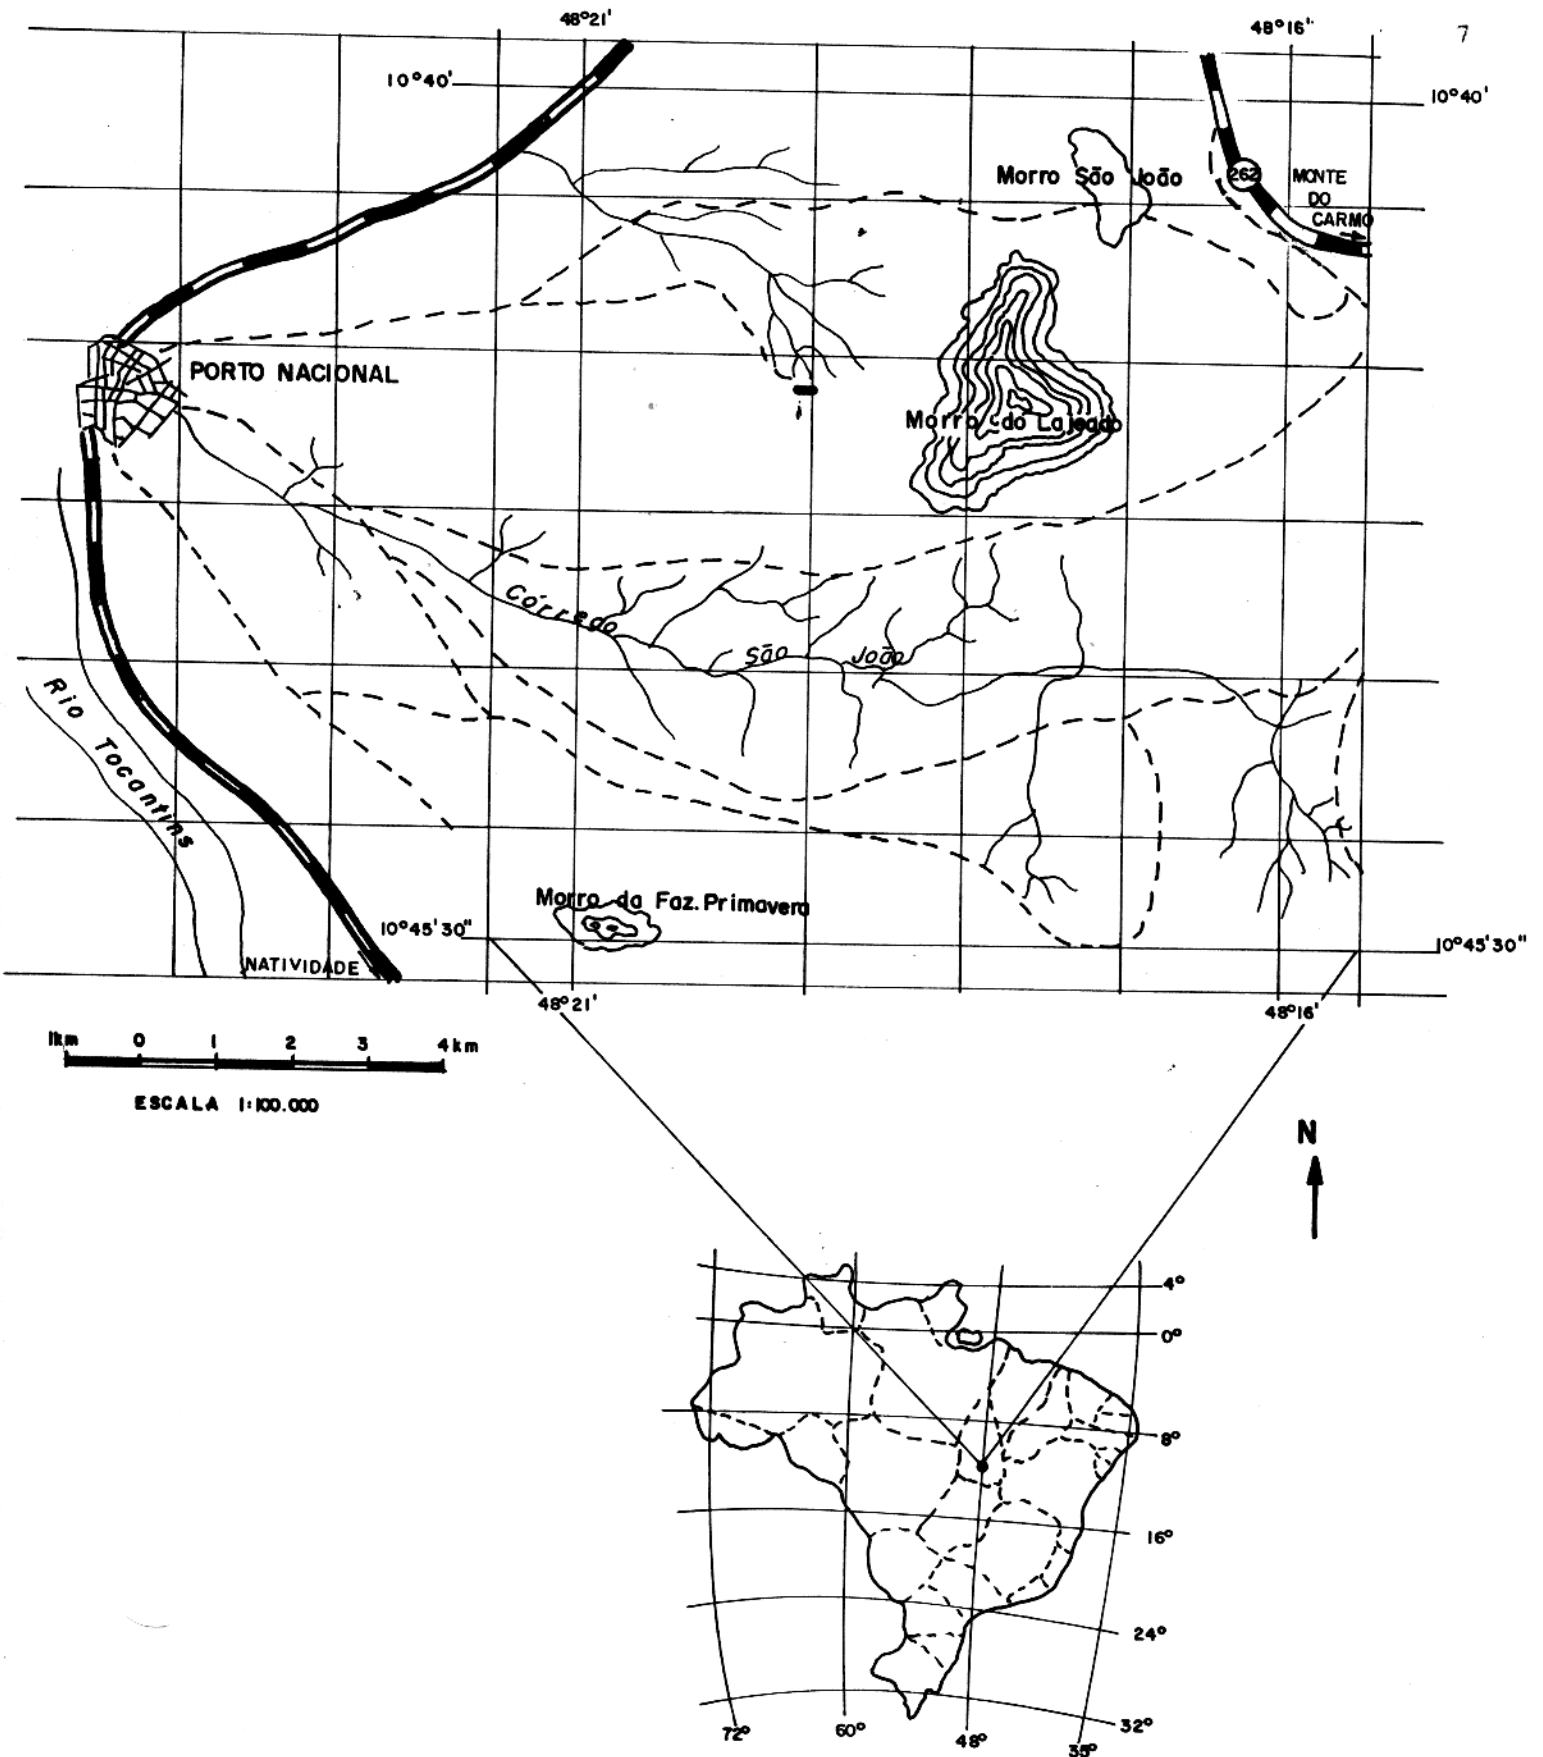 48°21'
48°16'
7
10°40'
10°40'
Morro São João
262
MONTE
DO
CARMO
PORTO NACIONAL
Morro do Lajeado
Córrego São João
Rio Tocantins
Morro da Faz. Primavera
10°45'30"
10°45'30"
NATIVIDADE
48°21'
48°16'
1km 0 1 2 3 4km
ESCALA 1:100.000
N
4°
0°
8°
16°
24°
32°
72° 60° 48° 35°